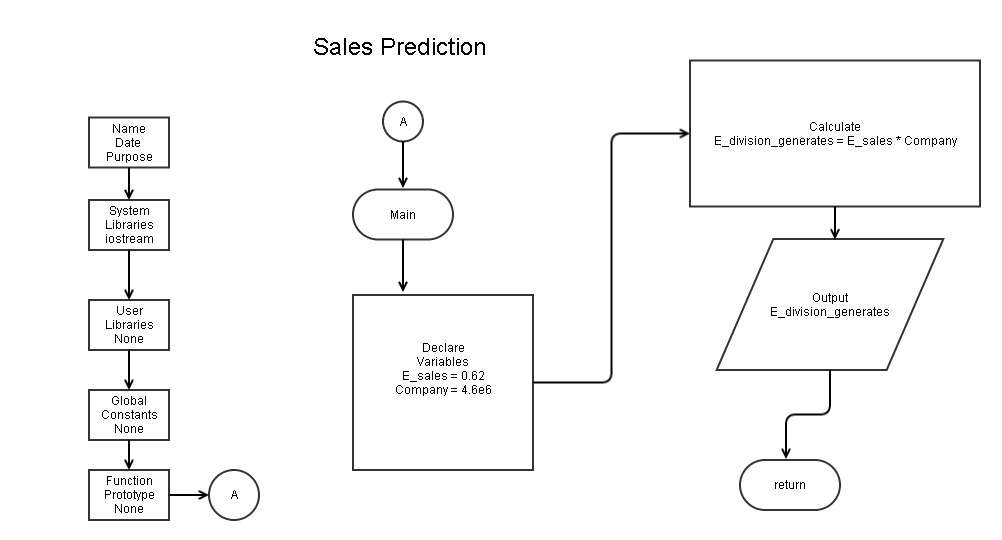 Sales Prediction
Name
Date
Purpose
System
Libraries
iostream
User
Libraries
None
Global
Constants
None
Function
Prototype
None
A
A
Main
Declare
Variables
E_sales = 0.62
Company = 4.6e6
Calculate
E_division_generates = E_sales * Company
Output
E_division_generates
return